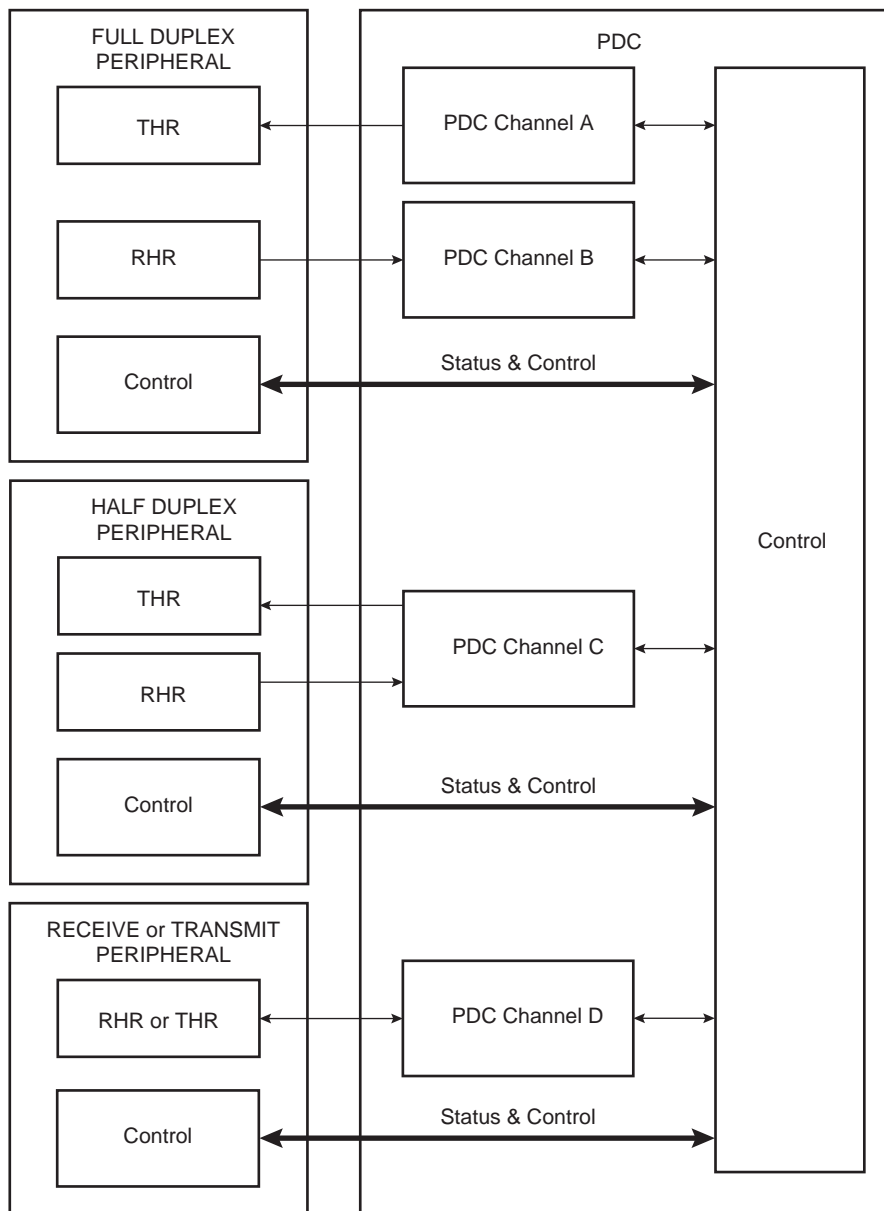 FULL DUPLEX
PERIPHERAL
THR
RHR
Control
PDC
PDC Channel A
PDC Channel B
Status & Control
HALF DUPLEX
PERIPHERAL
THR
RHR
Control
PDC Channel C
Status & Control
Control
RECEIVE or TRANSMIT
PERIPHERAL
RHR or THR
Control
PDC Channel D
Status & Control